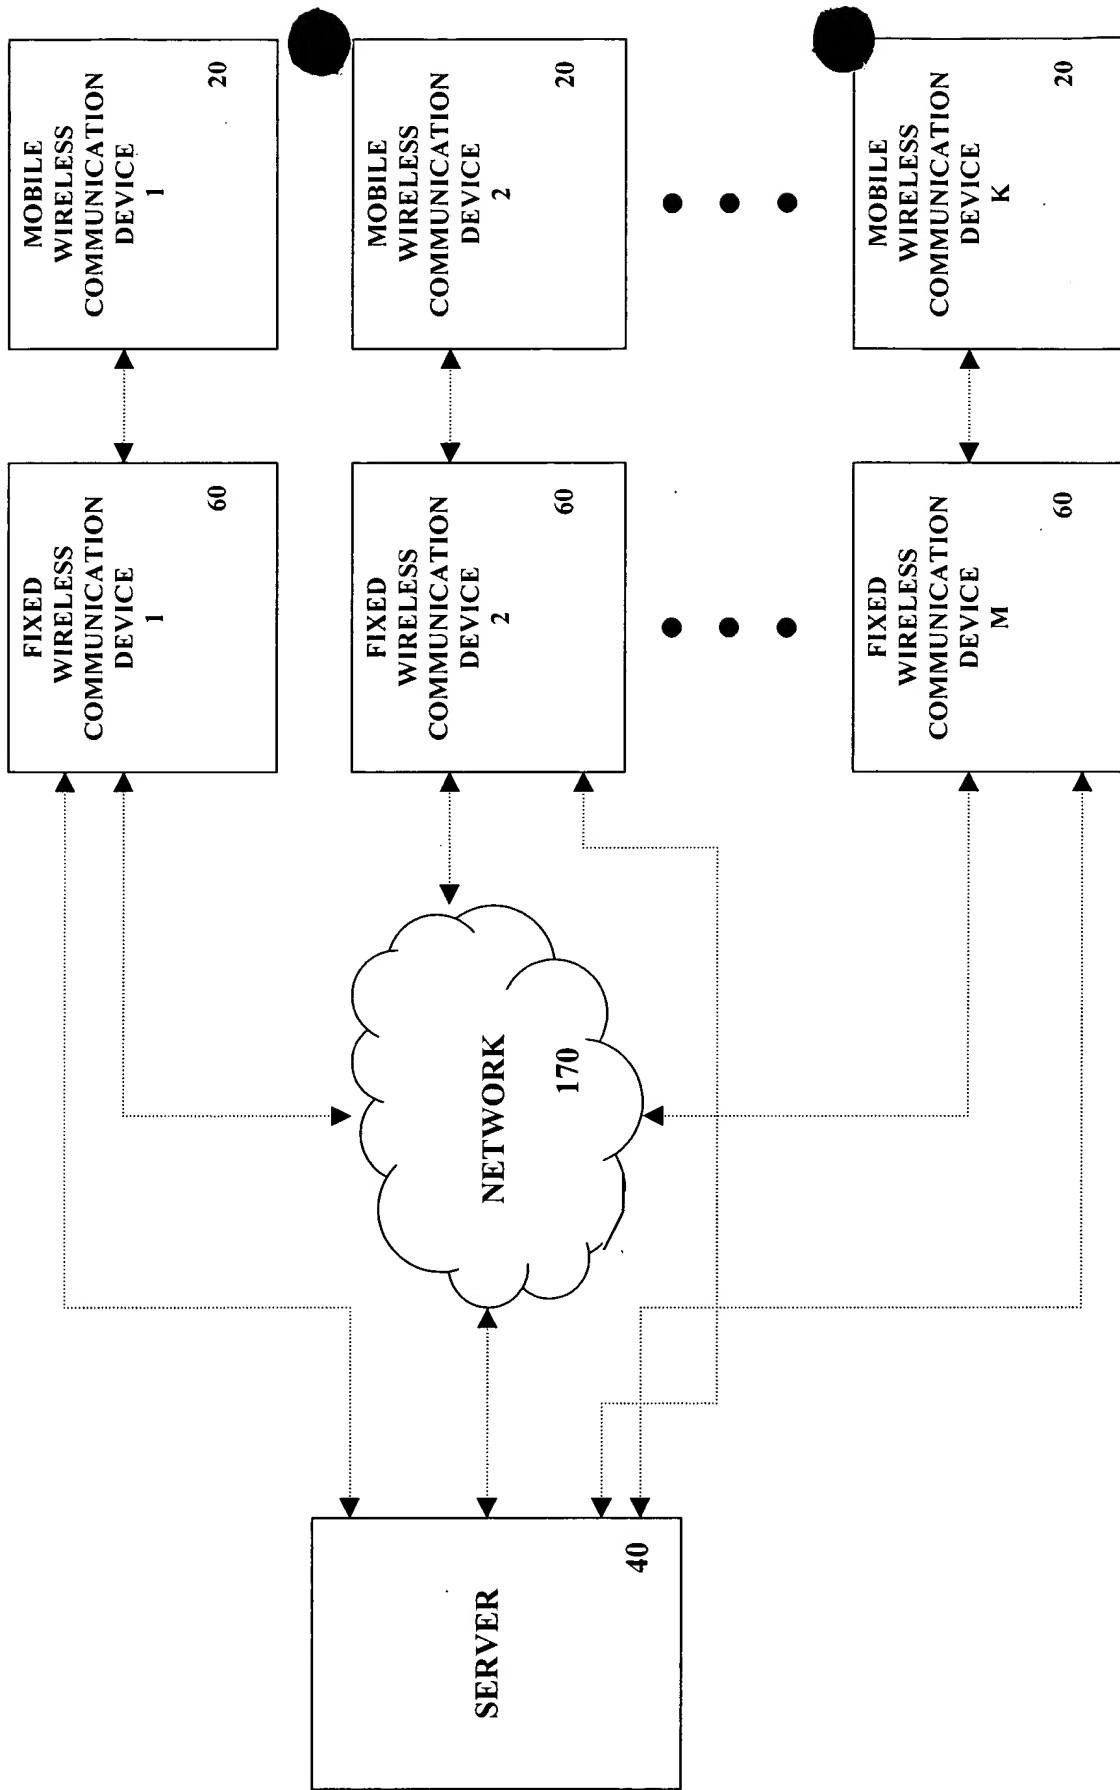 MOBILE
WIRELESS
COMMUNICATION
DEVICE
1
20
MOBILE
WIRELESS
COMMUNICATION
DEVICE
2
20
MOBILE
WIRELESS
COMMUNICATION
DEVICE
K
20
FIXED
WIRELESS
COMMUNICATION
DEVICE
1
60
FIXED
WIRELESS
COMMUNICATION
DEVICE
2
60
FIXED
WIRELESS
COMMUNICATION
DEVICE
M
60
NETWORK
170
SERVER
40